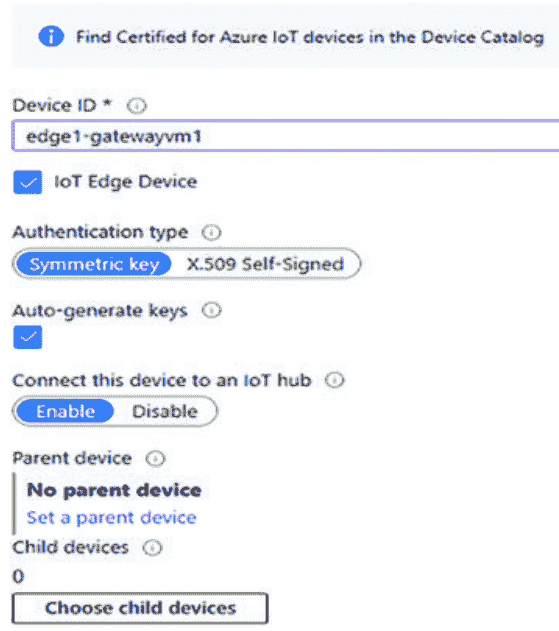 Find Certified for Azure IoT devices in the Device Catalog
Device ID *
edge1-gatewayvm1
IoT Edge Device
Authentication type
Symmetric key X.509 Self-Signed
Auto-generate keys
Connect this device to an IoT hub
Enable Disable
Parent device
No parent device
Set a parent device
Child devices
0
Choose child devices